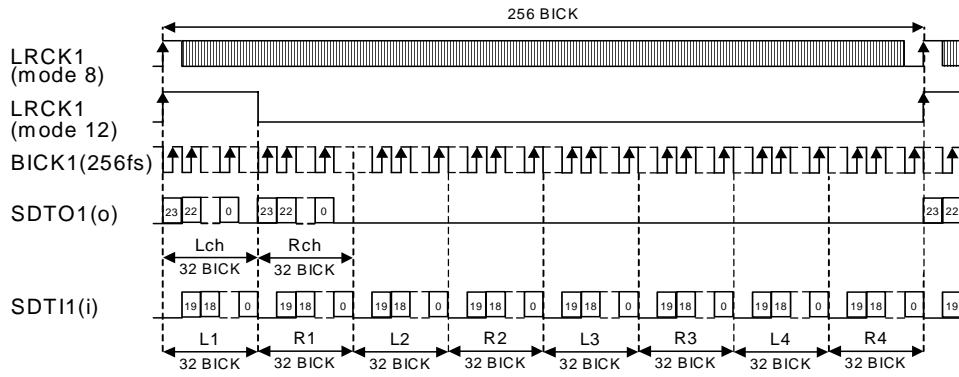 256 BICK
LRCK1
(mode 8)
LRCK1
(mode 12)
BICK1(256fs)
SDTO1(o)
23 22 0 23 22 0 23 22
Lch Rch
32 BICK 32 BICK
SDTI1(i)
19 18 0 19 18 0 19 18 0 19 18 0 19 18 0 19 18 0 19 18 0 19 18 0 19
L1 R1 L2 R2 L3 R3 L4 R4
32 BICK 32 BICK 32 BICK 32 BICK 32 BICK 32 BICK 32 BICK 32 BICK